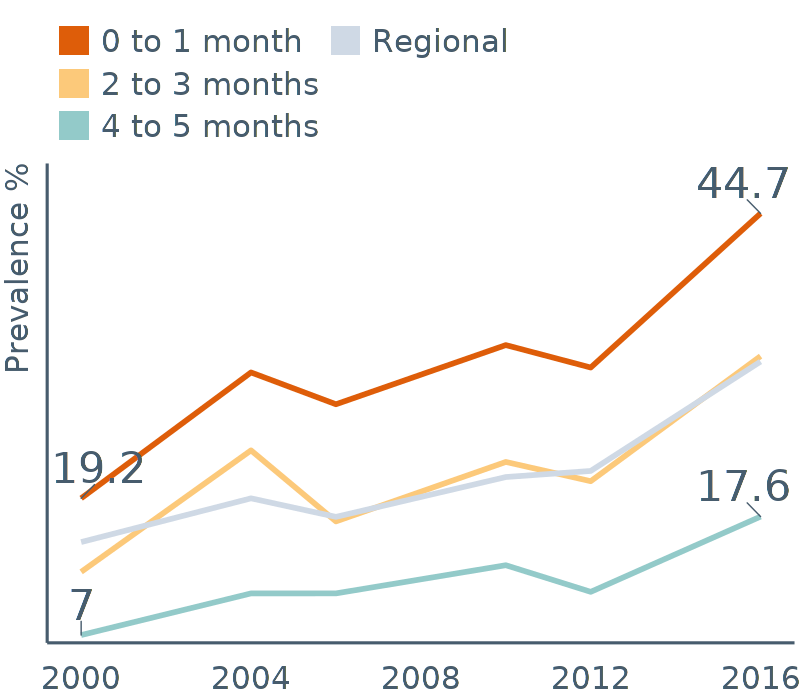 0 to 1 month
Regional
2 to 3 months
4 to 5 months
Prevalence %
44.7
19.2
17.6
7
2000 2004 2008 2012 2016